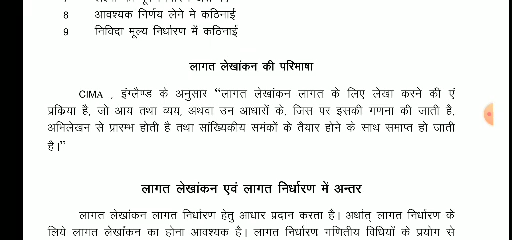 8 आवश्यक निर्णय लेने मे कठिनाई
9 निविदा मूल्य निर्धारण में कठिनाई
लागत लेखांकन की परिमाषा
CIMA , इंग्लैण्ड के अनुसार “लागत लेखांकन लागत के लिए लेखा करने की एं
प्रकिया है, जो आय तथा व्यय, अथवा उन आधारों के, जिस पर इसकी गणना की जाती है,
अमिलेखन से प्रारम्भ होती है तथा सांख्यिकीय समंकों के तैयार होने के साथ समाप्त हो जाती
है।”
लागत लेखांकन एवं लागत निर्धारण में अन्तर
लागत लेखांकन लागत निर्धारण हेतु आधार प्रदान करता है। अर्थात् लागत निर्धारण के
लिये लागत लेखांकन का होना आवश्यक है। लागत निर्धारण गणितीय विधियों के प्रयोग से